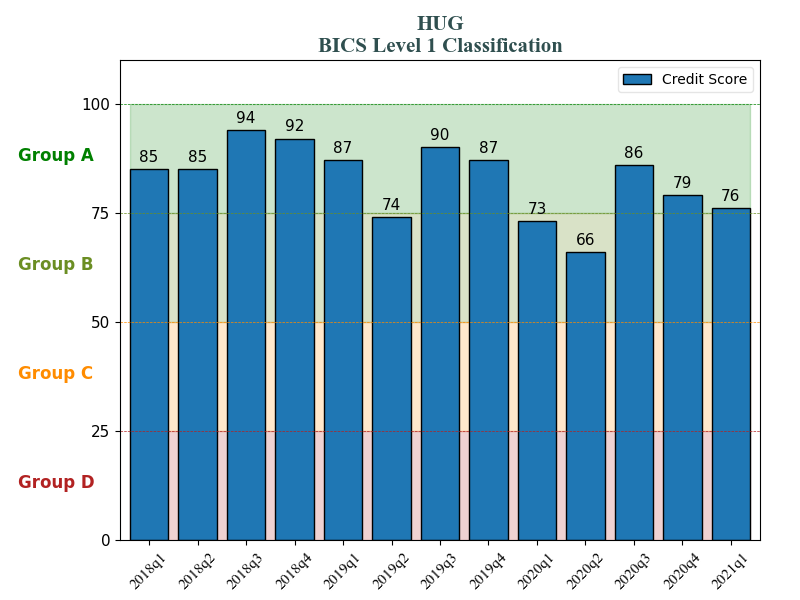 HUG
BICS Level 1 Classification
Credit Score
100
75
50
25
0
Group A
Group B
Group C
Group D
85
85
94
92
87
74
90
87
73
66
86
79
76
2018q1
2018q2
2018q3
2018q4
2019q1
2019q2
2019q3
2019q4
2020q1
2020q2
2020q3
2020q4
2021q1